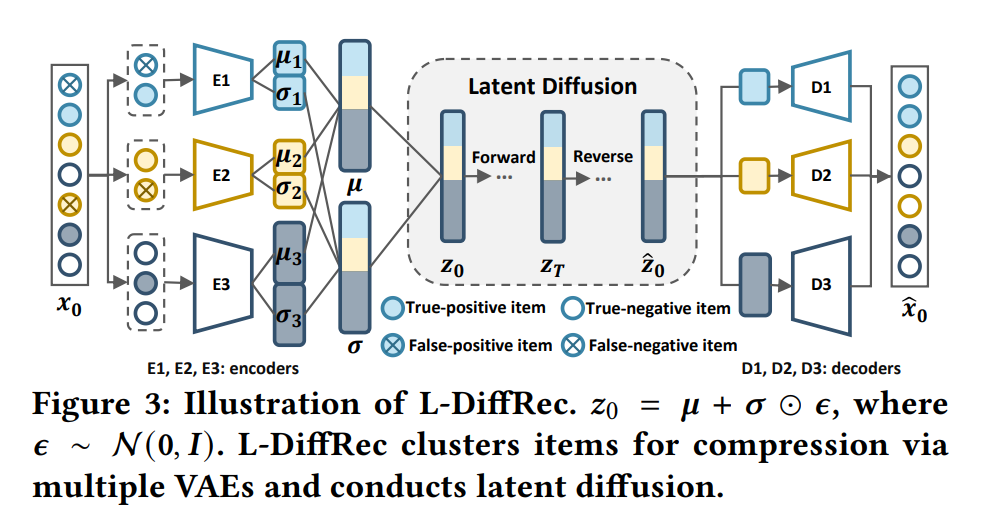 Latent Diffusion
E1
μ1
σ1
E2
μ2
σ2
E3
μ3
σ3
μ
σ
Forward
...
Reverse
...
z0
zT
ẑ0
D1
D2
D3
x0
x̂0
True-positive item
True-negative item
False-positive item
False-negative item
E1, E2, E3: encoders
D1, D2, D3: decoders
Figure 3: Illustration of L-DiffRec. z0 = μ + σ ⊙ ϵ, where
ϵ ∼ N(0, I). L-DiffRec clusters items for compression via
multiple VAEs and conducts latent diffusion.